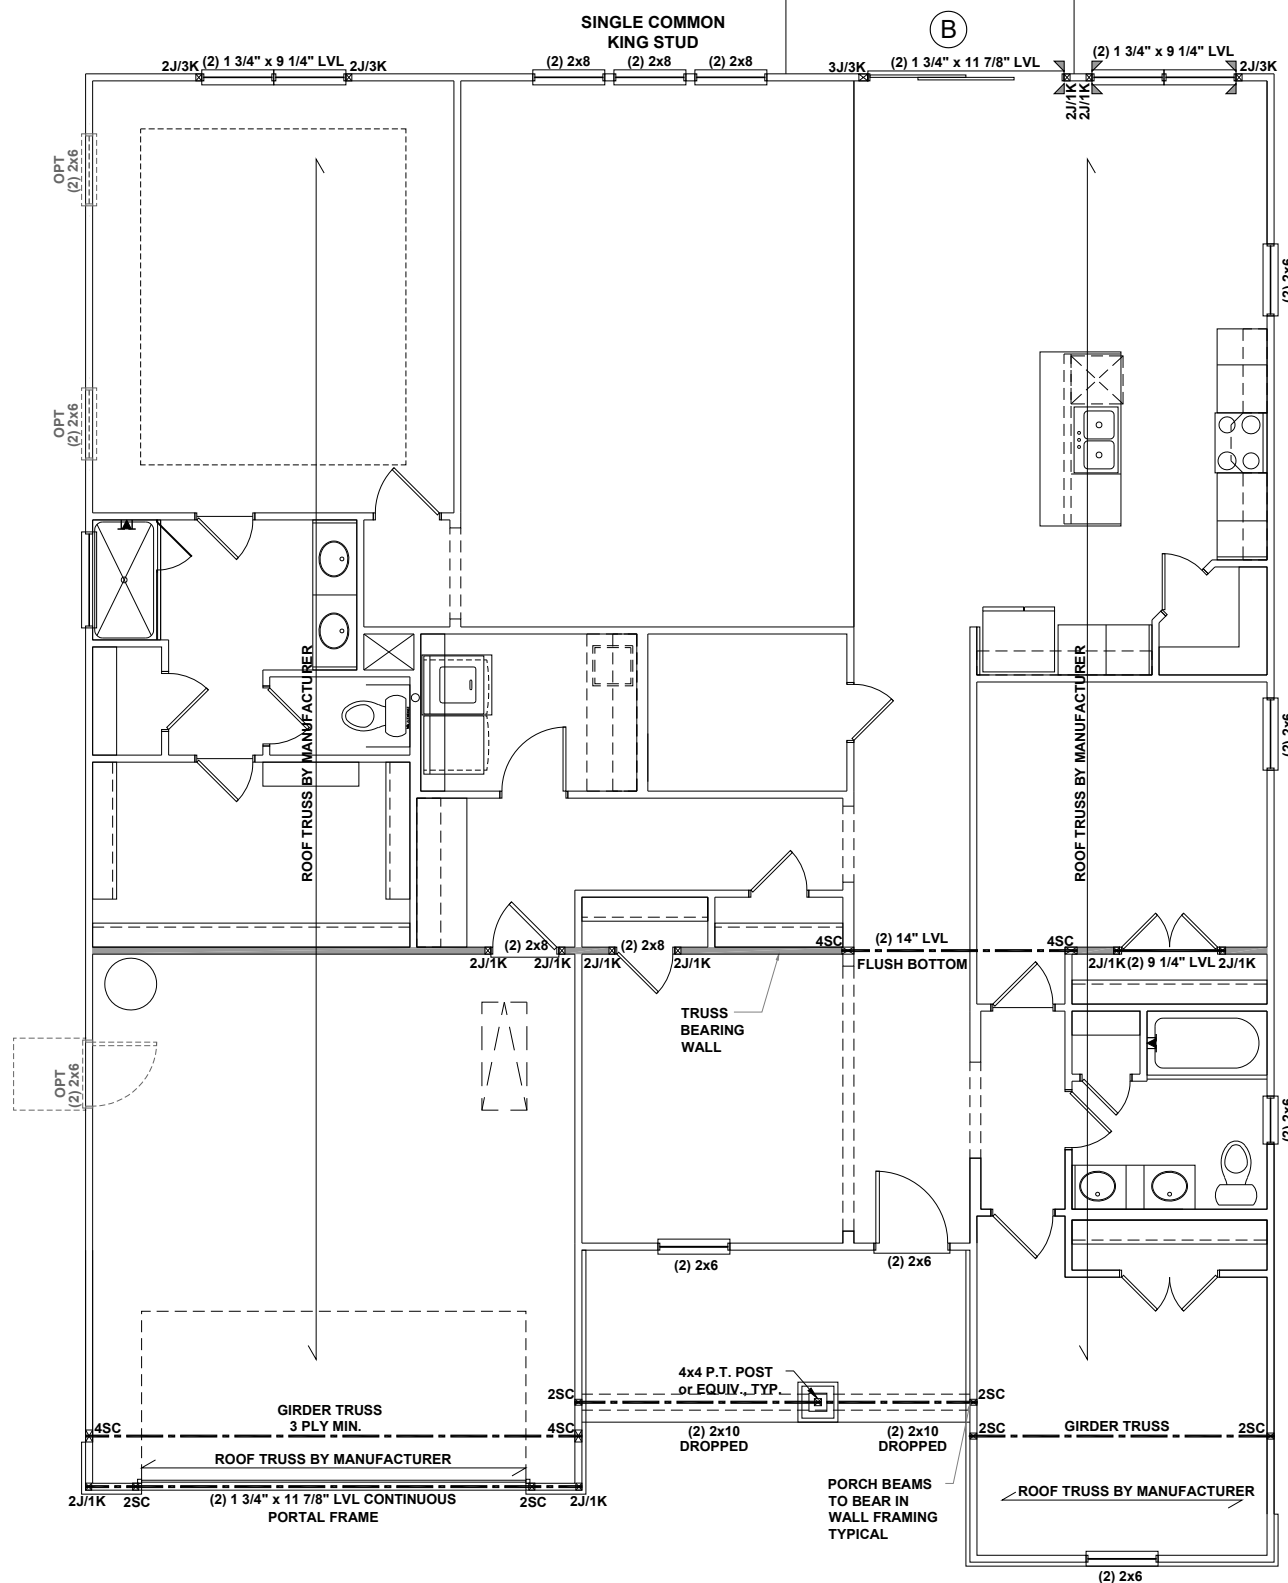 SINGLE COMMON
KING STUD
B
2J/3K
(2) 1 3/4" x 9 1/4" LVL
2J/3K
(2) 2x8
(2) 2x8
(2) 2x8
3J/3K
(2) 1 3/4" x 11 7/8" LVL
2J/1K
2J/1K
(2) 1 3/4" x 9 1/4" LVL
2J/3K
OPT
(2) 2x6
(2) 2x6
OPT
(2) 2x6
ROOF TRUSS BY MANUFACTURER
ROOF TRUSS BY MANUFACTURER
(2) 2x6
2J/1K
(2) 2x8
2J/1K
2J/1K
(2) 2x8
2J/1K
4SC
(2) 14" LVL
FLUSH BOTTOM
4SC
2J/1K
(2) 9 1/4" LVL
2J/1K
TRUSS
BEARING
WALL
OPT
(2) 2x6
(2) 2x6
(2) 2x6
(2) 2x6
4x4 P.T. POST
or EQUIV., TYP.
2SC
2SC
(2) 2x10
DROPPED
(2) 2x10
DROPPED
4SC
GIRDER TRUSS
3 PLY MIN.
4SC
2SC
GIRDER TRUSS
2SC
ROOF TRUSS BY MANUFACTURER
2J/1K
2SC
(2) 1 3/4" x 11 7/8" LVL CONTINUOUS
PORTAL FRAME
2SC
2J/1K
PORCH BEAMS
TO BEAR IN
WALL FRAMING
TYPICAL
ROOF TRUSS BY MANUFACTURER
(2) 2x6